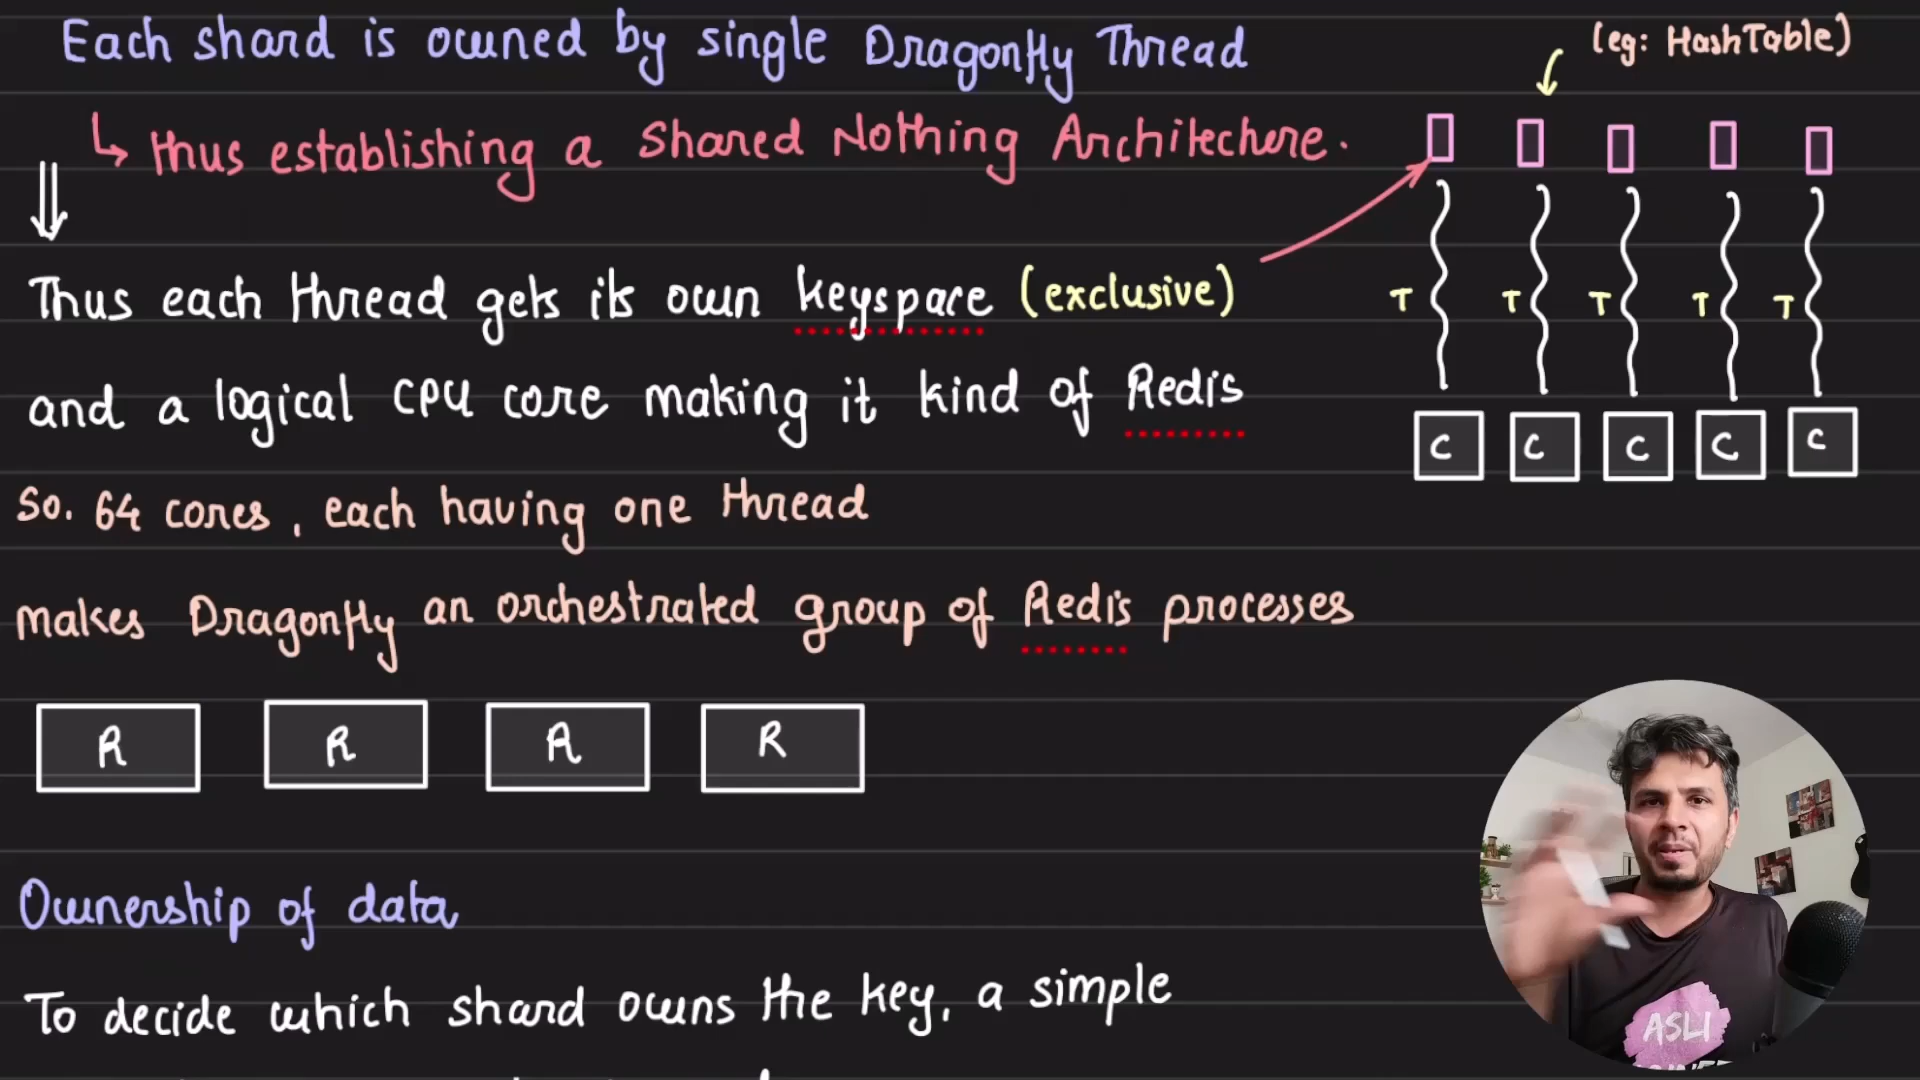 Each shard is owned by single Dragonfly Thread
(eg: HashTable)
↳ thus establishing a Shared Nothing Architecture.
Thus each thread gets its own keyspace (exclusive)
T T T T T
and a logical CPU core making it kind of Redis
C C C C C
So. 64 cores, each having one thread
makes Dragonfly an orchestrated group of Redis processes
R R R R
Ownership of data
To decide which shard owns the key, a simple
ASLI